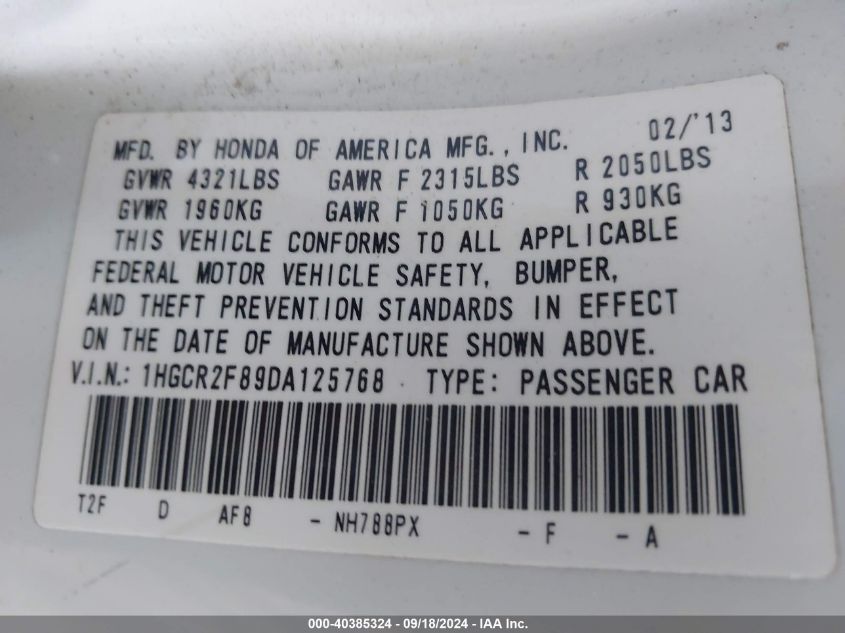 02/'13
MFD. BY HONDA OF AMERICA MFG., INC.
GVWR 4321LBS GAWR F 2315LBS R 2050LBS
GVWR 1960KG GAWR F 1050KG R 930KG
THIS VEHICLE CONFORMS TO ALL APPLICABLE
FEDERAL MOTOR VEHICLE SAFETY, BUMPER,
AND THEFT PREVENTION STANDARDS IN EFFECT
ON THE DATE OF MANUFACTURE SHOWN ABOVE.
V.I.N.: 1HGCR2F89DA125768 TYPE: PASSENGER CAR
T2F D AF8 - NH788PX - F - A
000-40385324 - 09/18/2024 - IAA Inc.